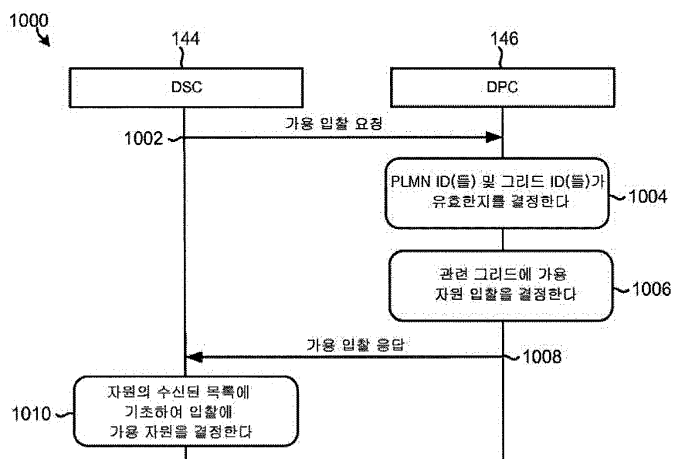 1000
144
146
DSC
DPC
가용 입찰 요청
1002
PLMN ID(들) 및 그리드 ID(들)가
유효한지를 결정한다
1004
관련 그리드에 가용
자원 입찰을 결정한다
1006
가용 입찰 응답
1008
자원의 수신된 목록에
기초하여 입찰에
가용 자원을 결정한다
1010